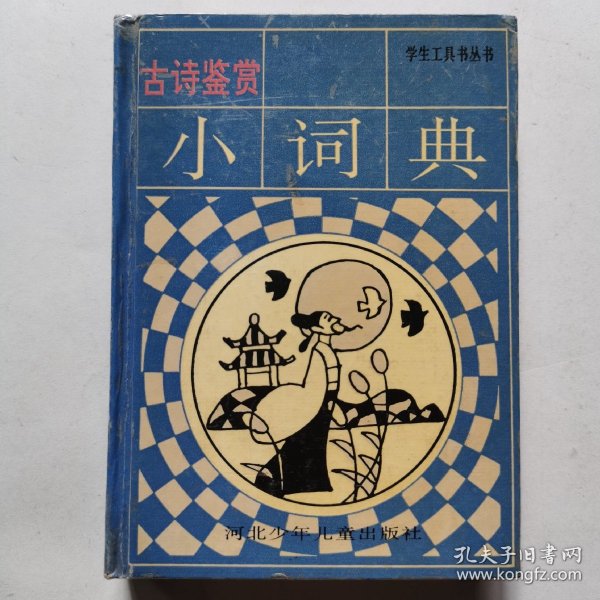 学生工具书丛书
古诗鉴赏
小词典
河北少年儿童出版社
孔夫子旧书网
www.kongfz.com